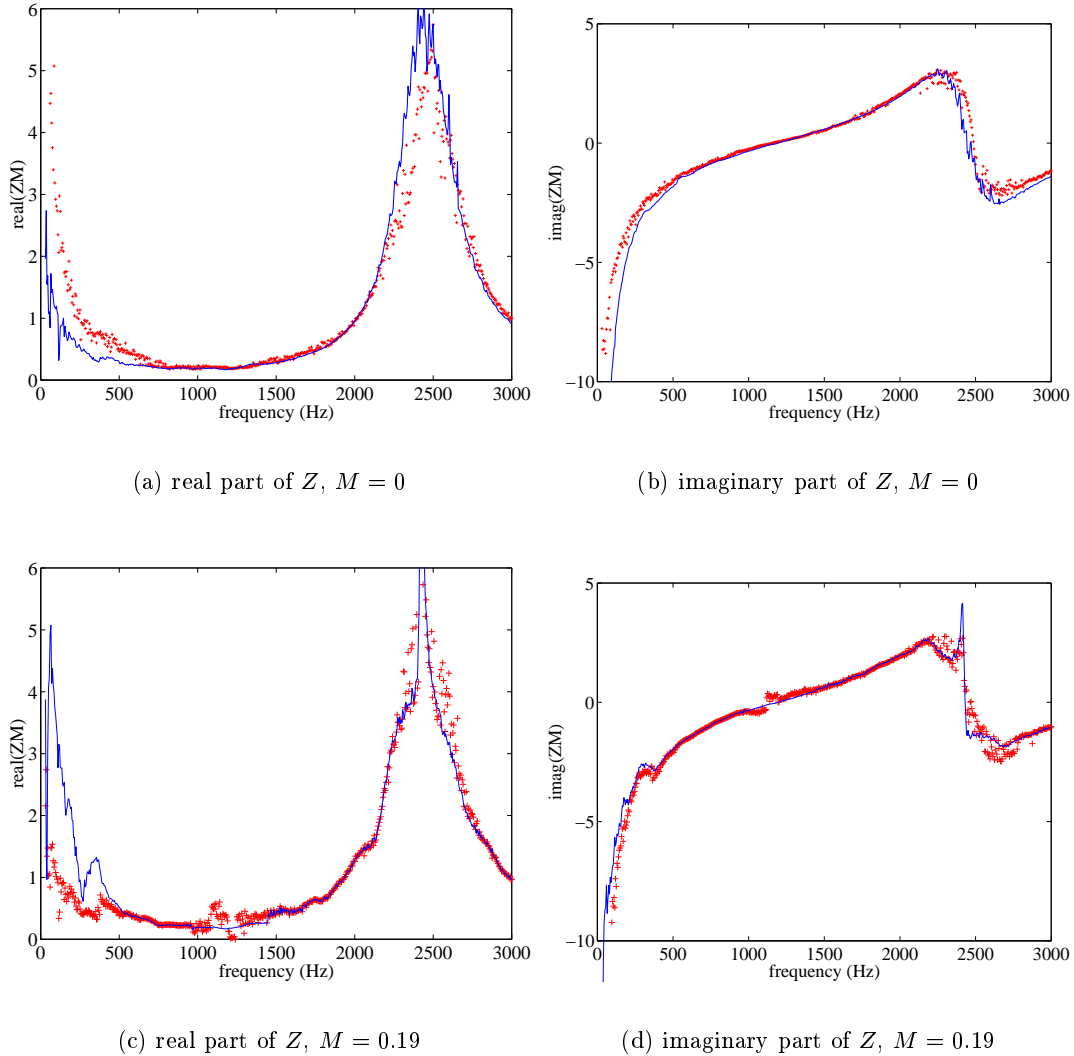 6
5
4
3
2
1
0
real(ZM)
0 500 1000 1500 2000 2500 3000
frequency (Hz)
5
0
−5
−10
imag(ZM)
0 500 1000 1500 2000 2500 3000
frequency (Hz)
(a) real part of Z, M = 0
(b) imaginary part of Z, M = 0
6
5
4
3
2
1
0
real(ZM)
0 500 1000 1500 2000 2500 3000
frequency (Hz)
5
0
−5
−10
imag(ZM)
0 500 1000 1500 2000 2500 3000
frequency (Hz)
(c) real part of Z, M = 0.19
(d) imaginary part of Z, M = 0.19